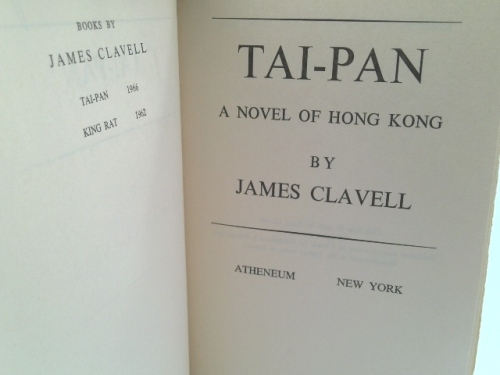 BOOKS BY
JAMES CLAVELL
TAI-PAN 1966
KING RAT 1962
TAI-PAN
A NOVEL OF HONG KONG
BY
JAMES CLAVELL
ATHENEUM NEW YORK